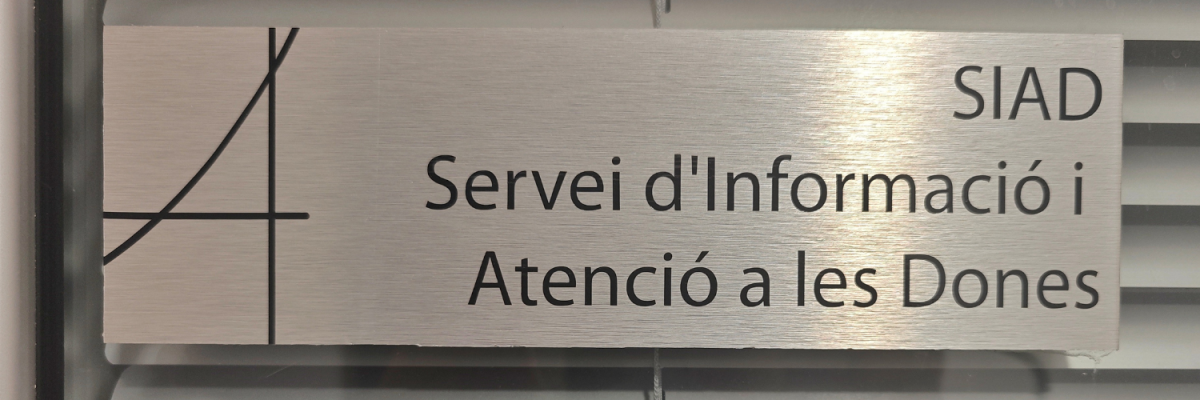 SIAD
Servei d'Informació i
Atenció a les Dones